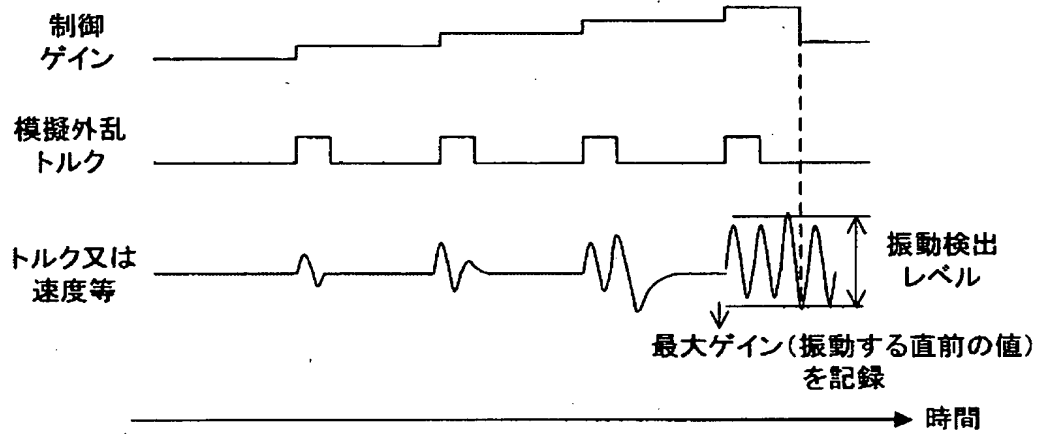 制御
ゲイン
模擬外乱
トルク
トルク又は
速度等
振動検出
レベル
最大ゲイン(振動する直前の値)
を記録
時間